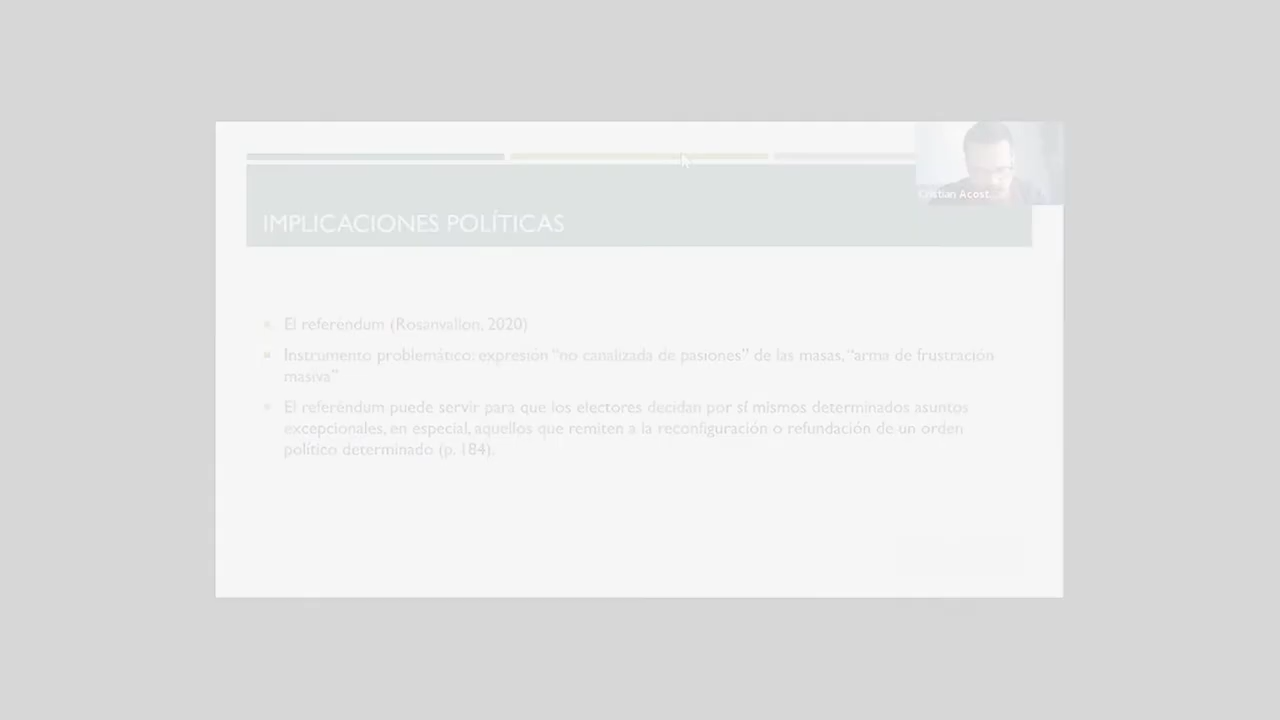 Cristian Acost...
IMPLICACIONES POLÍTICAS
El referéndum (Rosanvallon, 2020)
Instrumento problemático: expresión “no canalizada de pasiones” de las masas, “arma de frustración
masiva”
El referéndum puede servir para que los electores decidan por sí mismos determinados asuntos
excepcionales, en especial, aquellos que remiten a la reconfiguración o refundación de un orden
político determinado (p. 184).